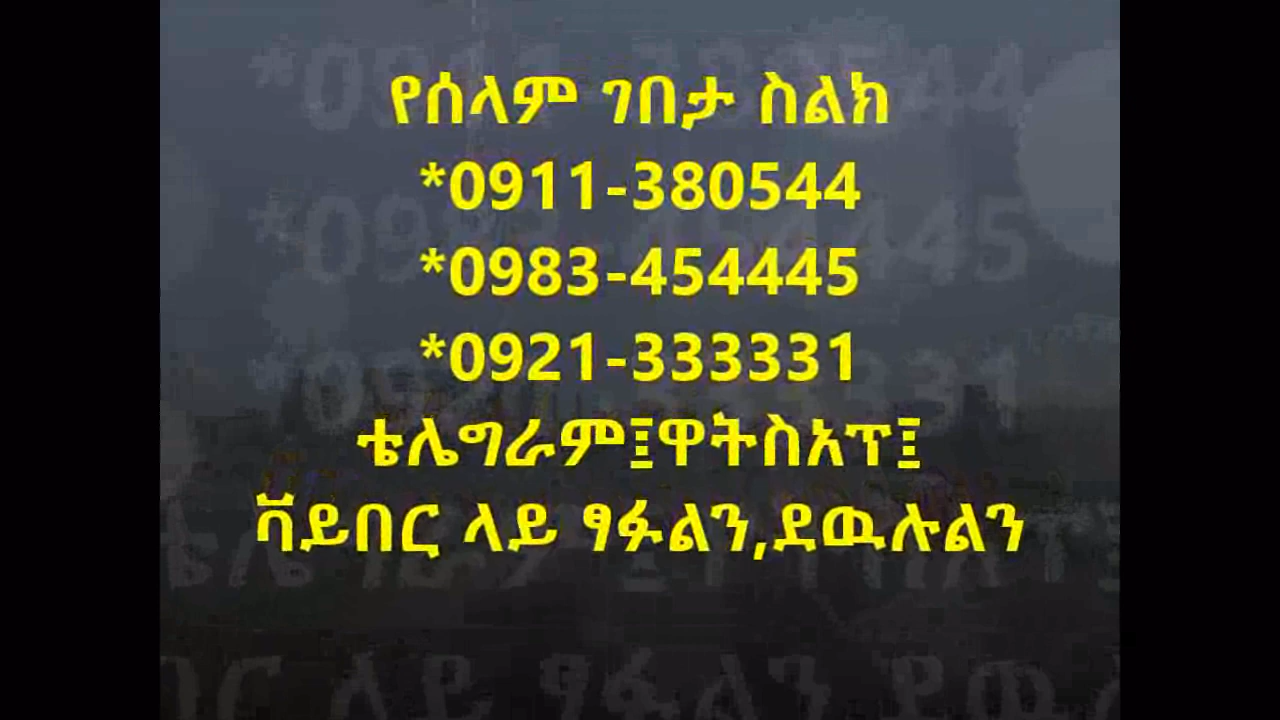 የሰላም ገበታ ስልክ
*0911-380544
*0983-454445
*0921-333331
ቴሌግራም፤ዋትስአፕ፤
ቫይበር ላይ ፃፉልን,ደዉሉልን